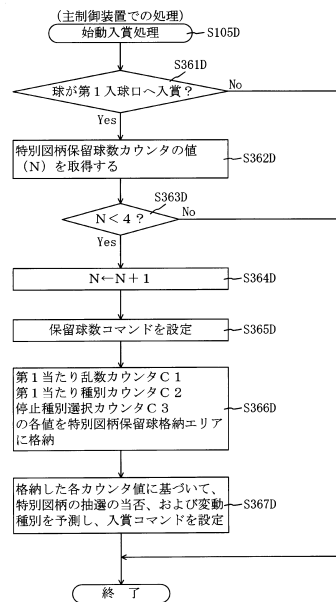 (主制御装置での処理)
始動入賞処理
S105D
S361D
球が第1入球口へ入賞?
No
Yes
特別図柄保留球数カウンタの値
(N)を取得する
S362D
S363D
N<4?
No
Yes
N←N+1
S364D
保留球数コマンドを設定
S365D
第1当たり乱数カウンタC1
第1当たり種別カウンタC2
停止種別選択カウンタC3
の各値を特別図柄保留球格納エリア
に格納
S366D
格納した各カウンタ値に基づいて、
特別図柄の抽選の当否、および変動
種別を予測し、入賞コマンドを設定
S367D
終 了